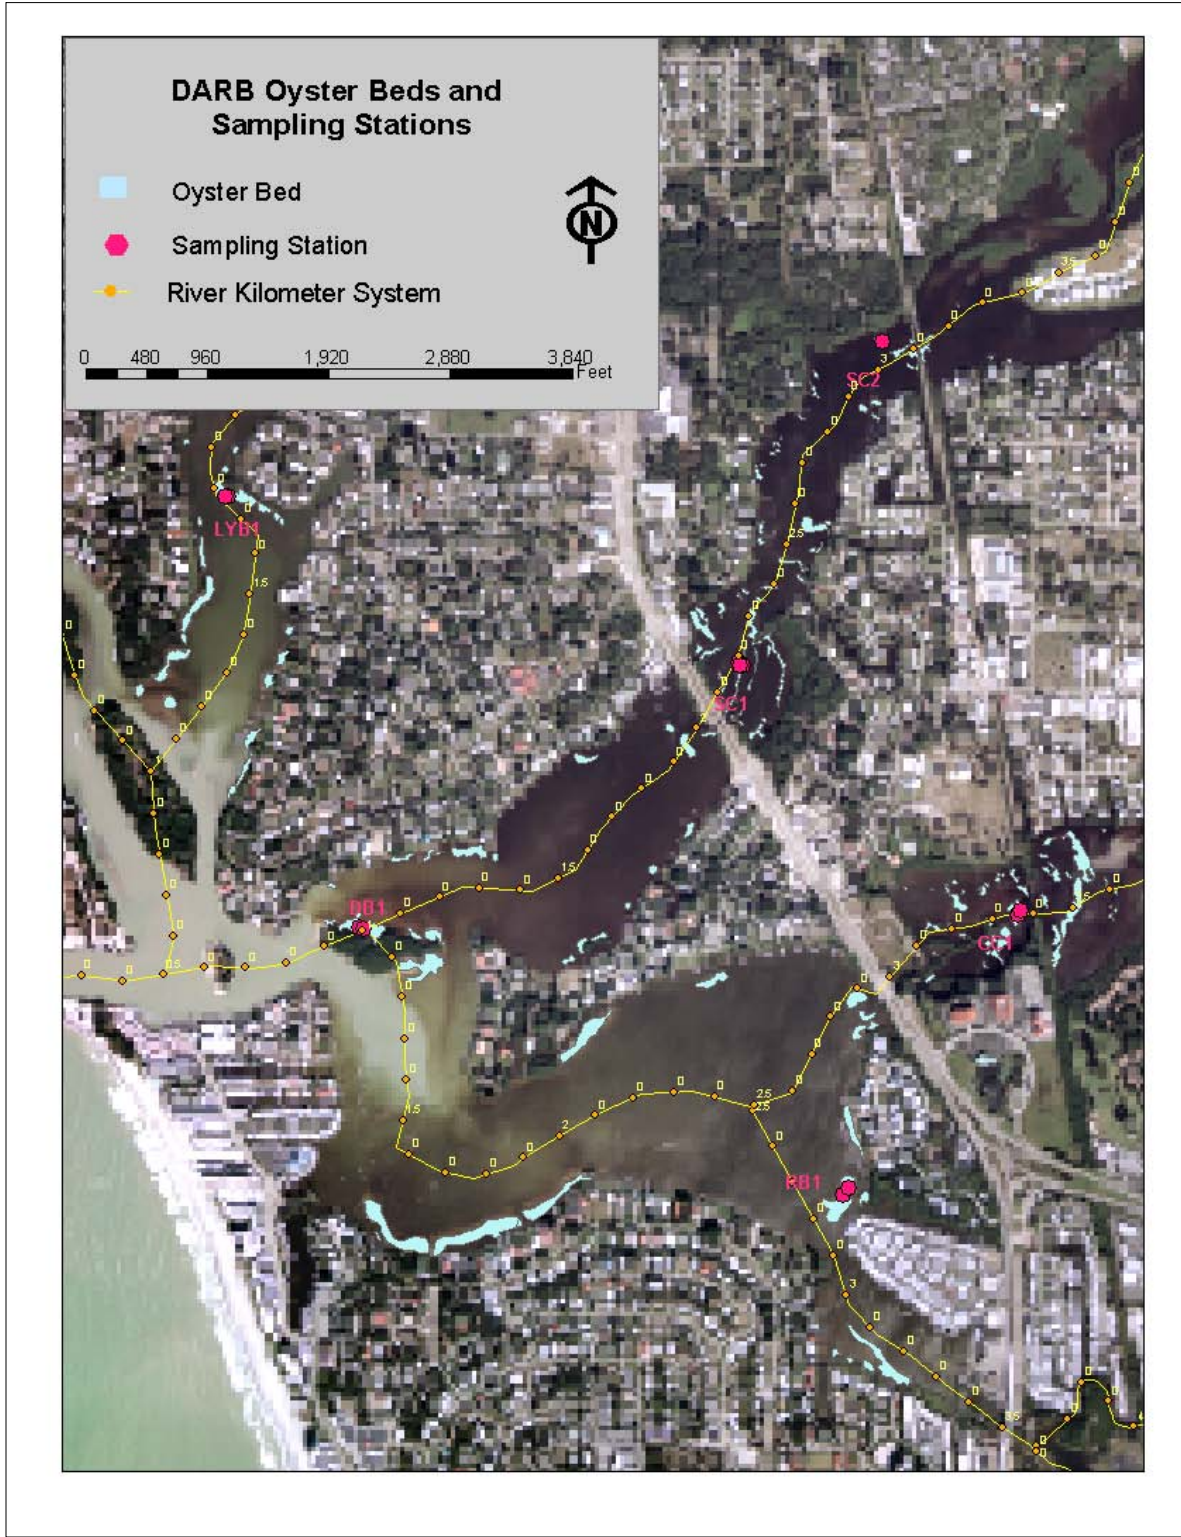 DARB Oyster Beds and
Sampling Stations
Oyster Bed
Sampling Station
River Kilometer System
N
0 480 960 1,920 2,880 3,840
Feet
3.5
3
SC2
LYB1
2.5
1.5
SC1
2
1.5
DB1
GC1
.5
3
1.5
2.5
2.5
2
RB1
3
3.5